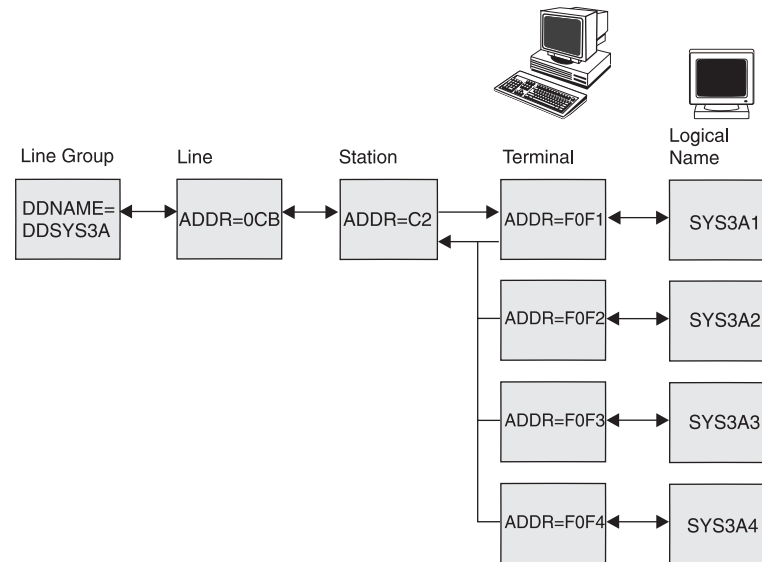 Logical
Line Group Line Station Terminal Name
DDNAME=
DDSYS3A
ADDR=0CB
ADDR=C2
ADDR=F0F1
SYS3A1
ADDR=F0F2
SYS3A2
ADDR=F0F3
SYS3A3
ADDR=F0F4
SYS3A4